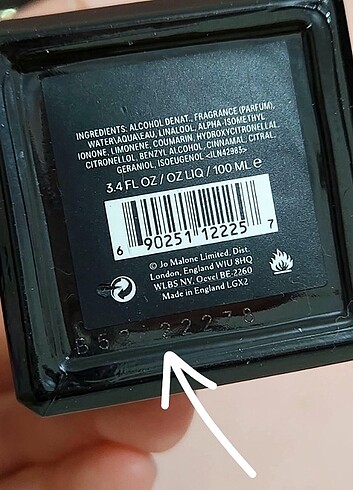 INGREDIENTS: ALCOHOL DENAT., FRAGRANCE (PARFUM),
WATER\AQUA\EAU, LINALOOL, ALPHA-ISOMETHYL
IONONE, LIMONENE, COUMARIN, HYDROXYCITRONELLAL,
CITRONELLOL, BENZYL ALCOHOL, CINNAMAL, CITRAL,
GERANIOL, ISOEUGENOL <ILN42985>
3.4 FL OZ / OZ LIQ / 100 ML ℮
6 90251 12225 7
© Jo Malone Limited, Dist.
London, England W1U 8HQ
WLBS NV. Oevel BE-2260
Made in England LGX2
22278